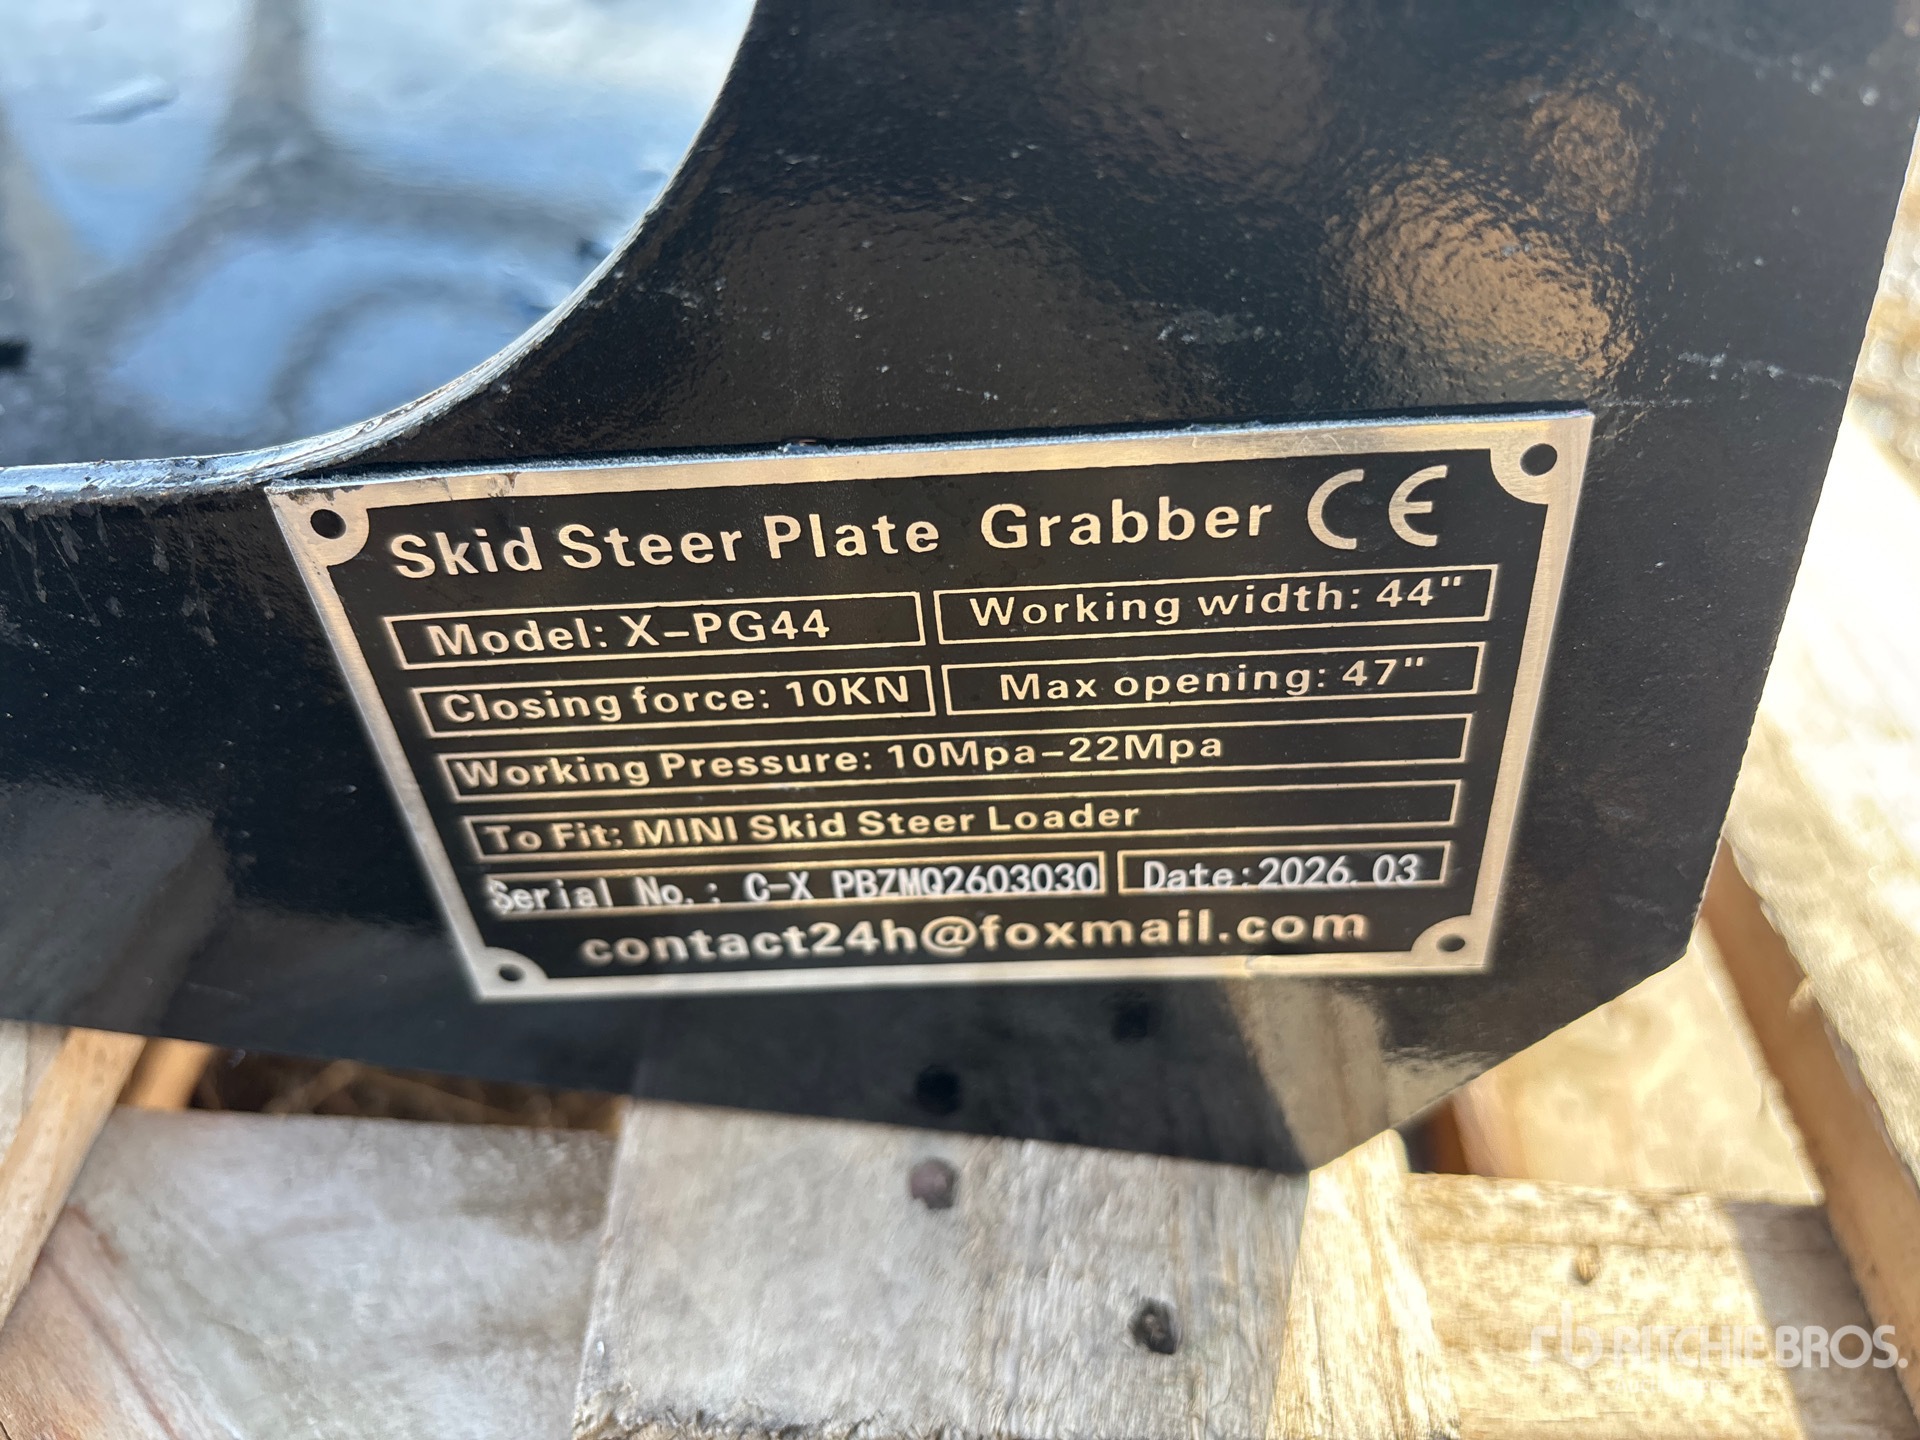 Skid Steer Plate Grabber CE
Model: X-PG44 Working width: 44"
Closing force: 10KN Max opening: 47"
Working Pressure: 10Mpa-22Mpa
To Fit: MINI Skid Steer Loader
Serial No.: C-X PBZMQ2603030 Date:2026.03
contact24h@foxmail.com
rb RITCHIE BROS.